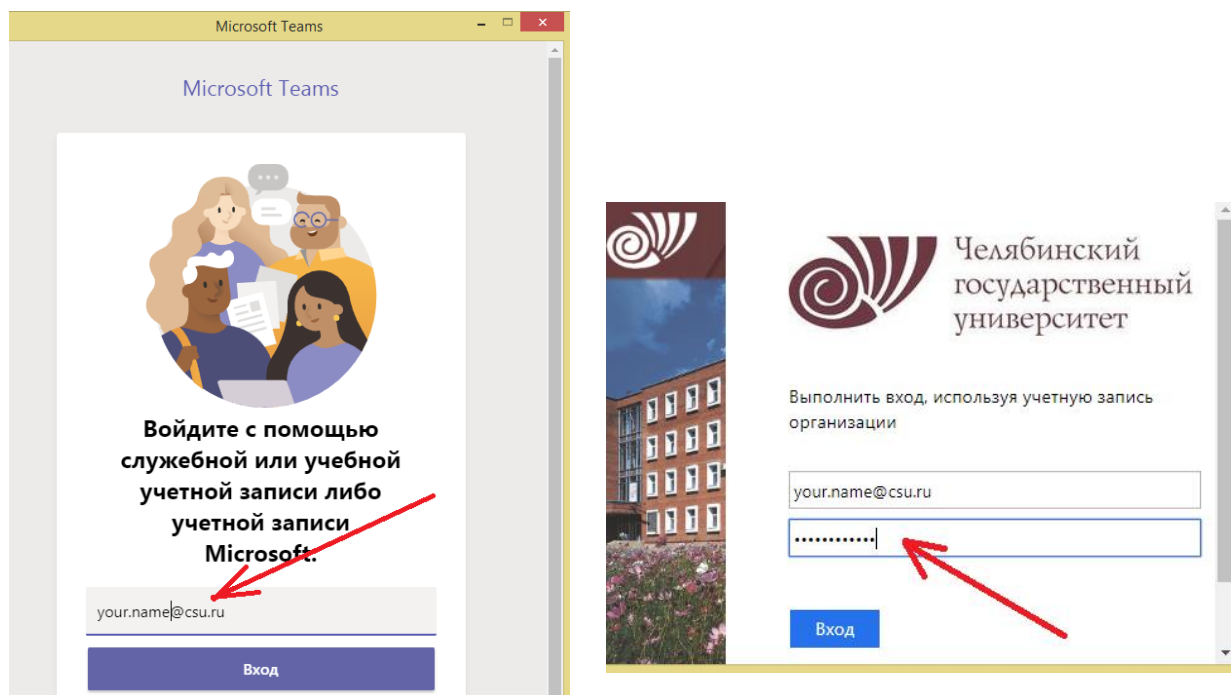 Microsoft Teams
Microsoft Teams
Войдите с помощью
служебной или учебной
учетной записи либо
учетной записи
Microsoft.
your.name@csu.ru
Вход
Челябинский
государственный
университет
Выполнить вход, используя учетную запись
организации
your.name@csu.ru
••••••••••••
Вход